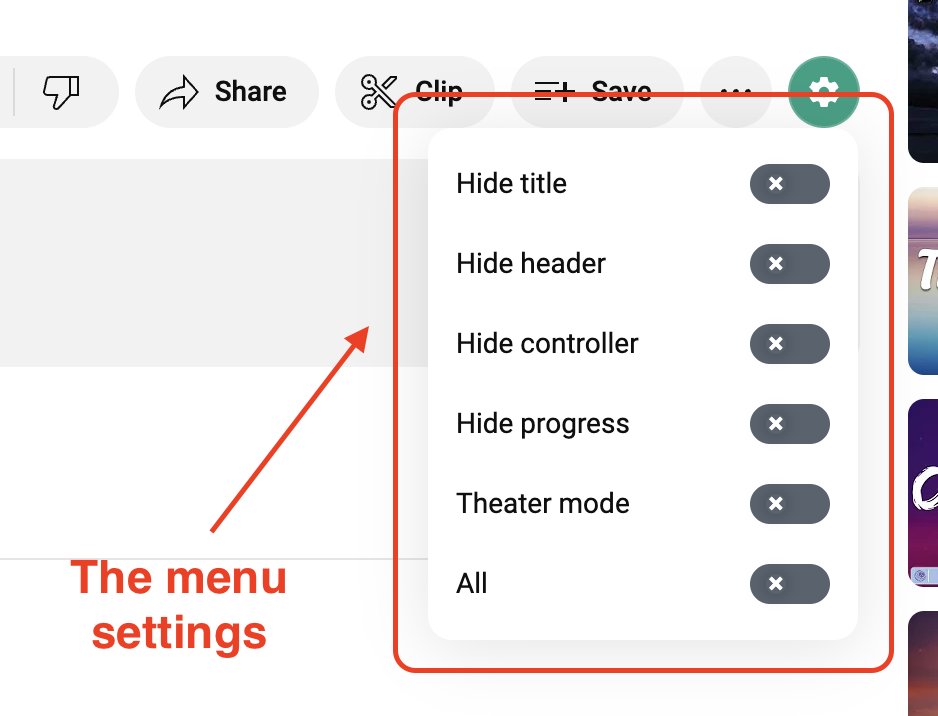 Share
Clip
Save
Hide title
Hide header
Hide controller
Hide progress
Theater mode
All
The menu
settings